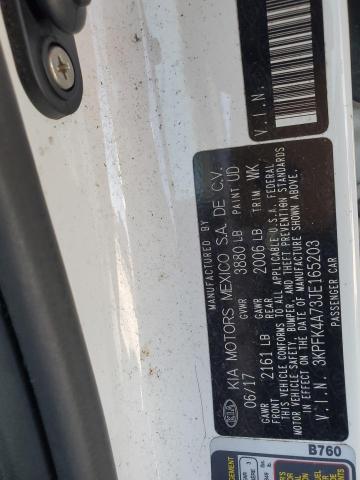 KIA MOTORS MEXICO S.A. DE C.V.
MANUFACTURED
06/17
GVWR 3880 LB PAINT UD
GAWR FRONT 2161 LB GAWR REAR 2006 LB TRIM WK
THIS VEHICLE CONFORMS TO ALL APPLICABLE U.S.A. FEDERAL
MOTOR VEHICLE SAFETY, BUMPER, AND THEFT PREVENTION STANDARDS
IN EFFECT ON THE DATE OF MANUFACTURE SHOWN ABOVE.
V.I.N. 3KPFK4A73JE165203
PASSENGER CAR
V.I.N.
B760